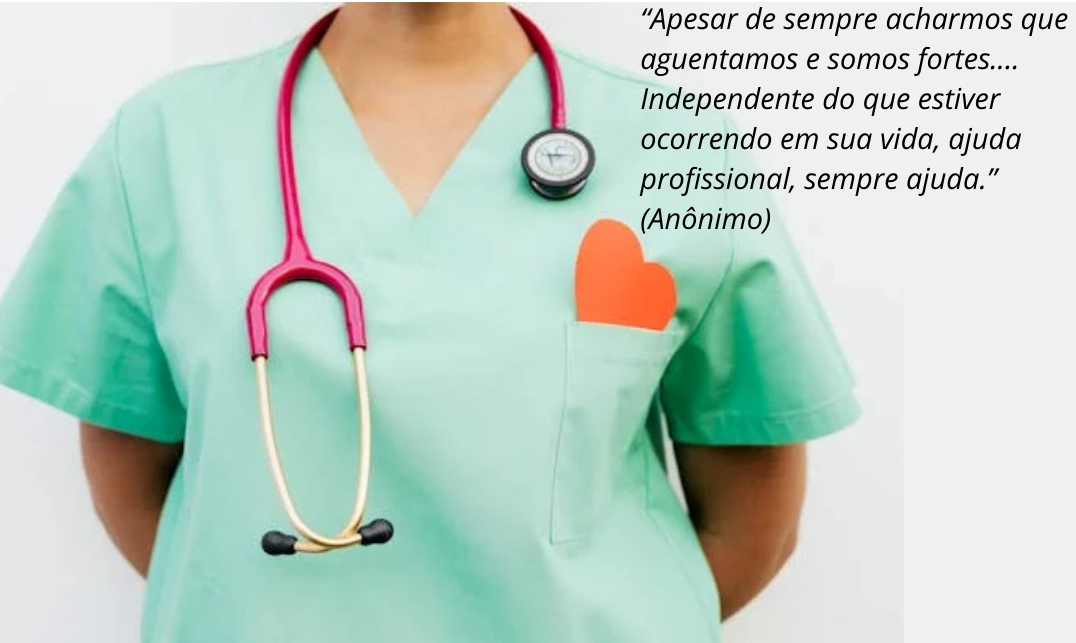 “Apesar de sempre acharmos que
aguentamos e somos fortes....
Independente do que estiver
ocorrendo em sua vida, ajuda
profissional, sempre ajuda.”
(Anônimo)